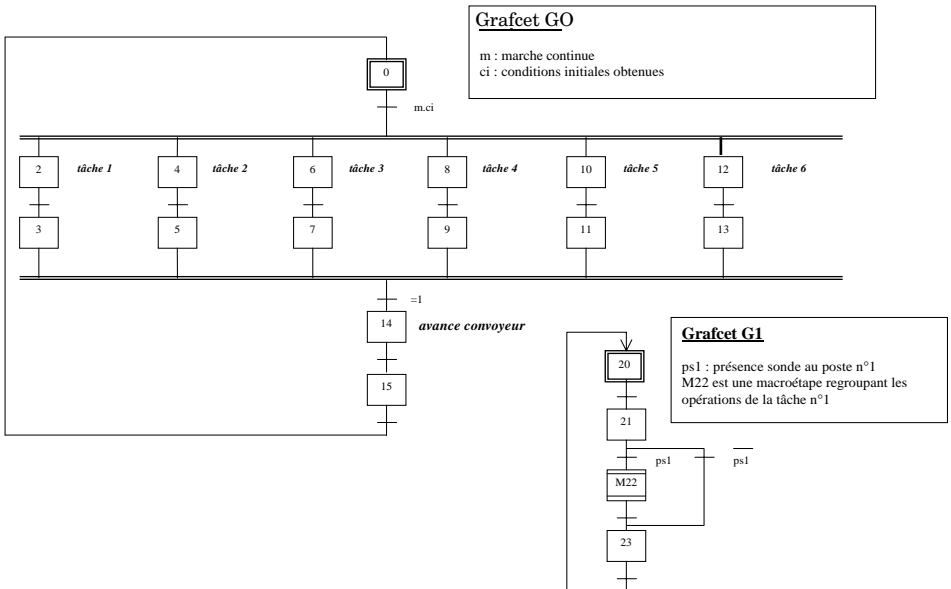 Grafcet GO
m : marche continue
ci : conditions initiales obtenues
0
m.ci
2 tâche 1 4 tâche 2 6 tâche 3 8 tâche 4 10 tâche 5 12 tâche 6
3 5 7 9 11 13
=1
14 avance convoyeur
15
Grafcet G1
ps1 : présence sonde au poste n°1
M22 est une macroétape regroupant les
opérations de la tâche n°1
20
21
ps1 ps1
M22
23